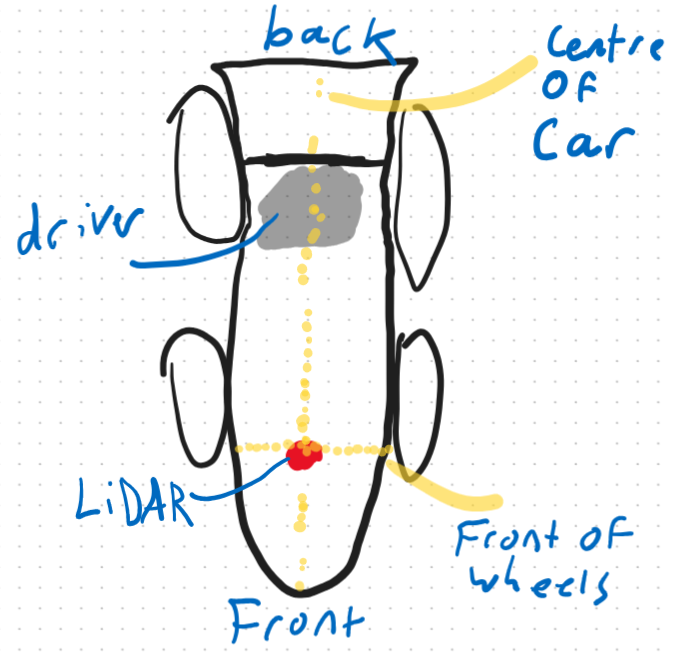 back
Centre
OF
Car
driver
LiDAR
Front of
wheels
Front